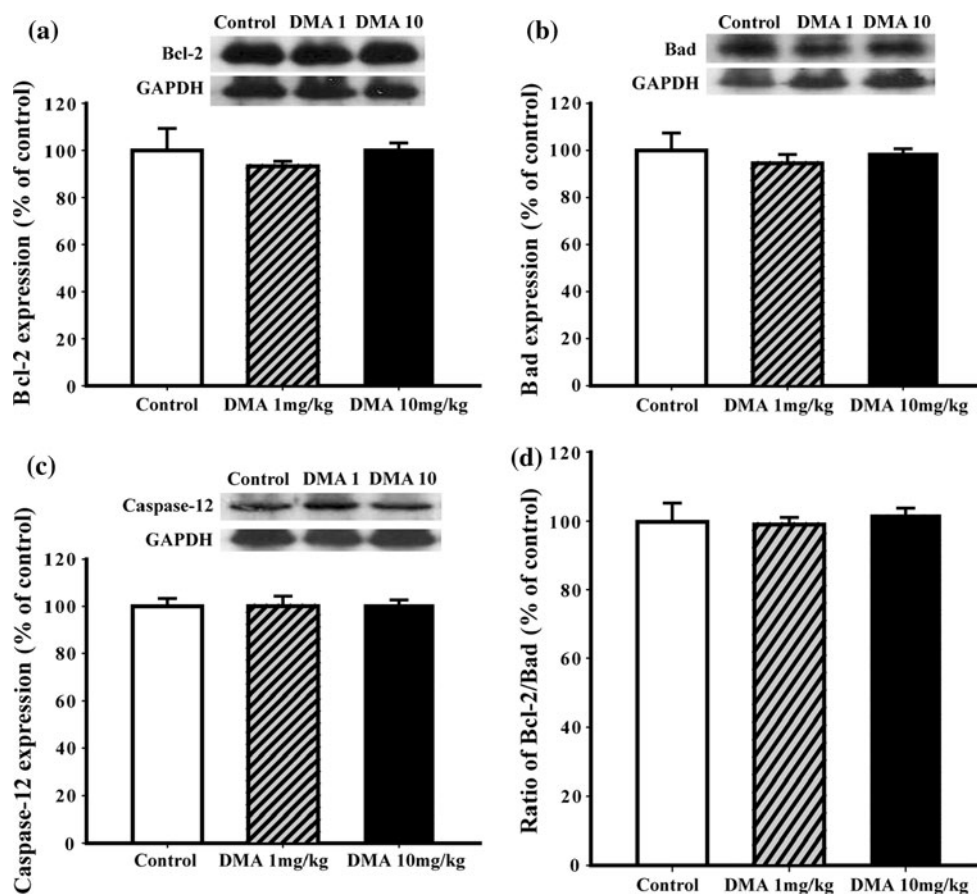 (a)
Control DMA 1 DMA 10
Bcl-2
GAPDH
Bcl-2 expression (% of control)
120
100
80
60
40
20
0
Control DMA 1mg/kg DMA 10mg/kg
(b)
Control DMA 1 DMA 10
Bad
GAPDH
Bad expression (% of control)
120
100
80
60
40
20
0
Control DMA 1mg/kg DMA 10mg/kg
(c)
Control DMA 1 DMA 10
Caspase-12
GAPDH
Caspase-12 expression (% of control)
120
100
80
60
40
20
0
Control DMA 1mg/kg DMA 10mg/kg
(d)
Ratio of Bcl-2/Bad (% of control)
120
100
80
60
40
20
0
Control DMA 1mg/kg DMA 10mg/kg